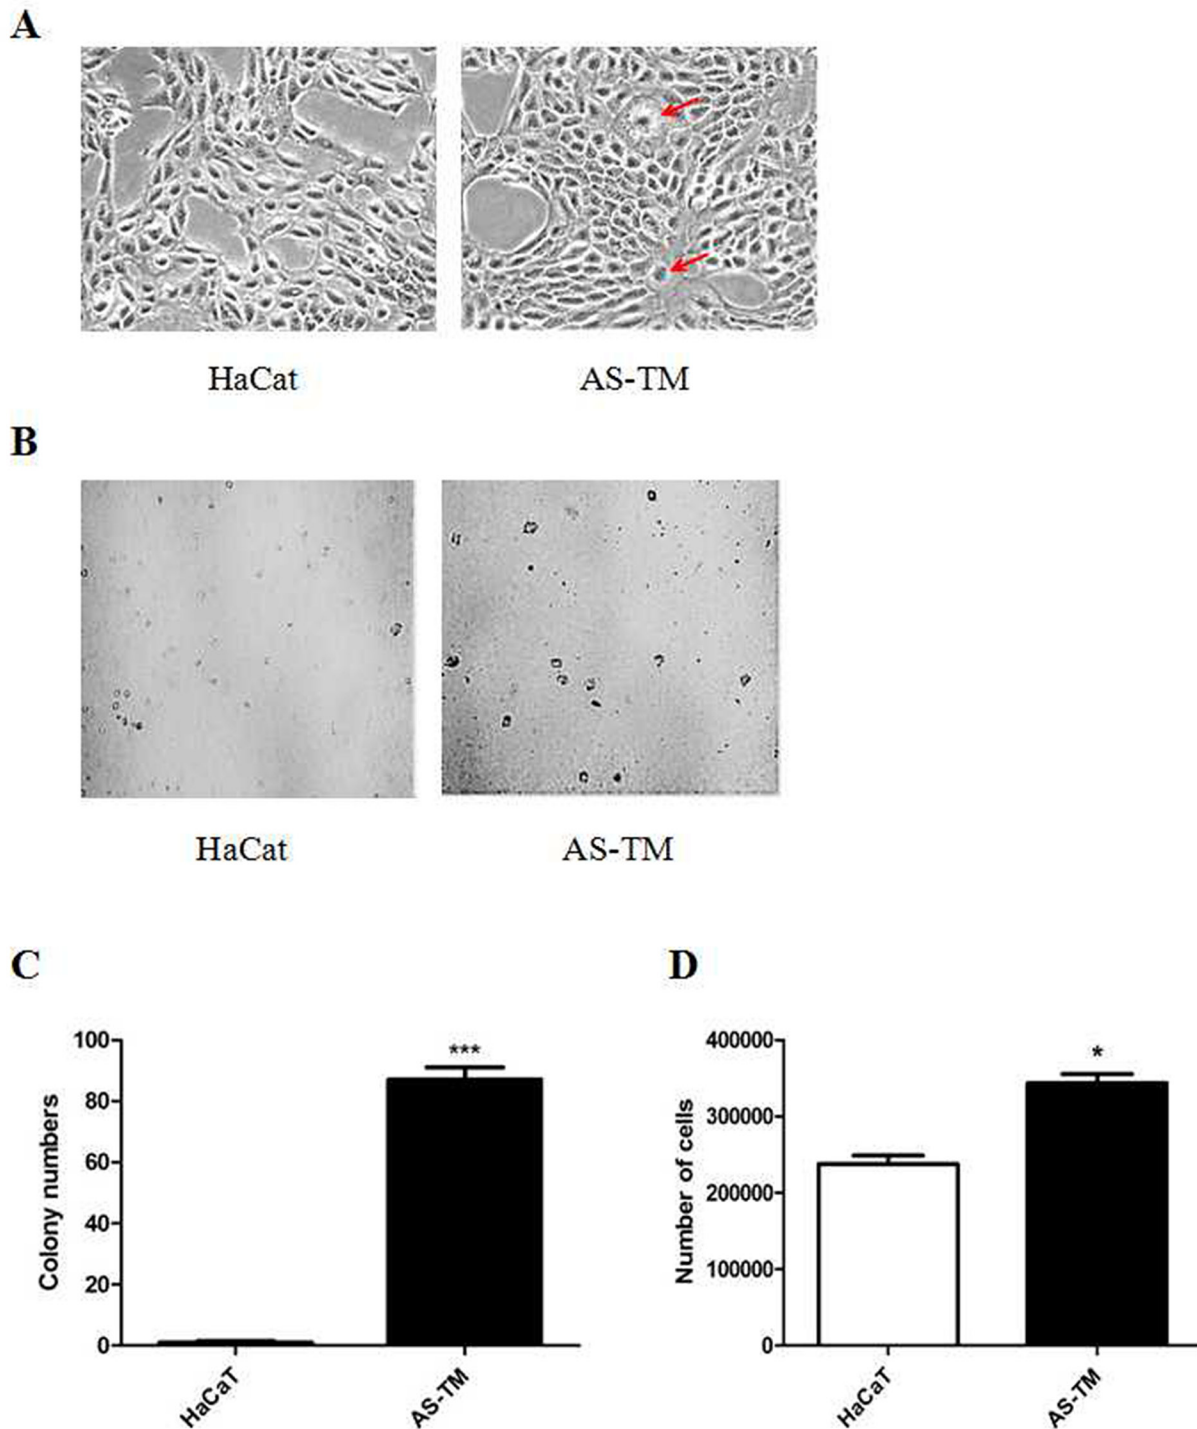 A
HaCat
AS-TM
B
HaCat
AS-TM
C
Colony numbers
100
80
60
40
20
0
***
HaCaT
AS-TM
D
Number of cells
400000
300000
200000
100000
0
*
HaCaT
AS-TM